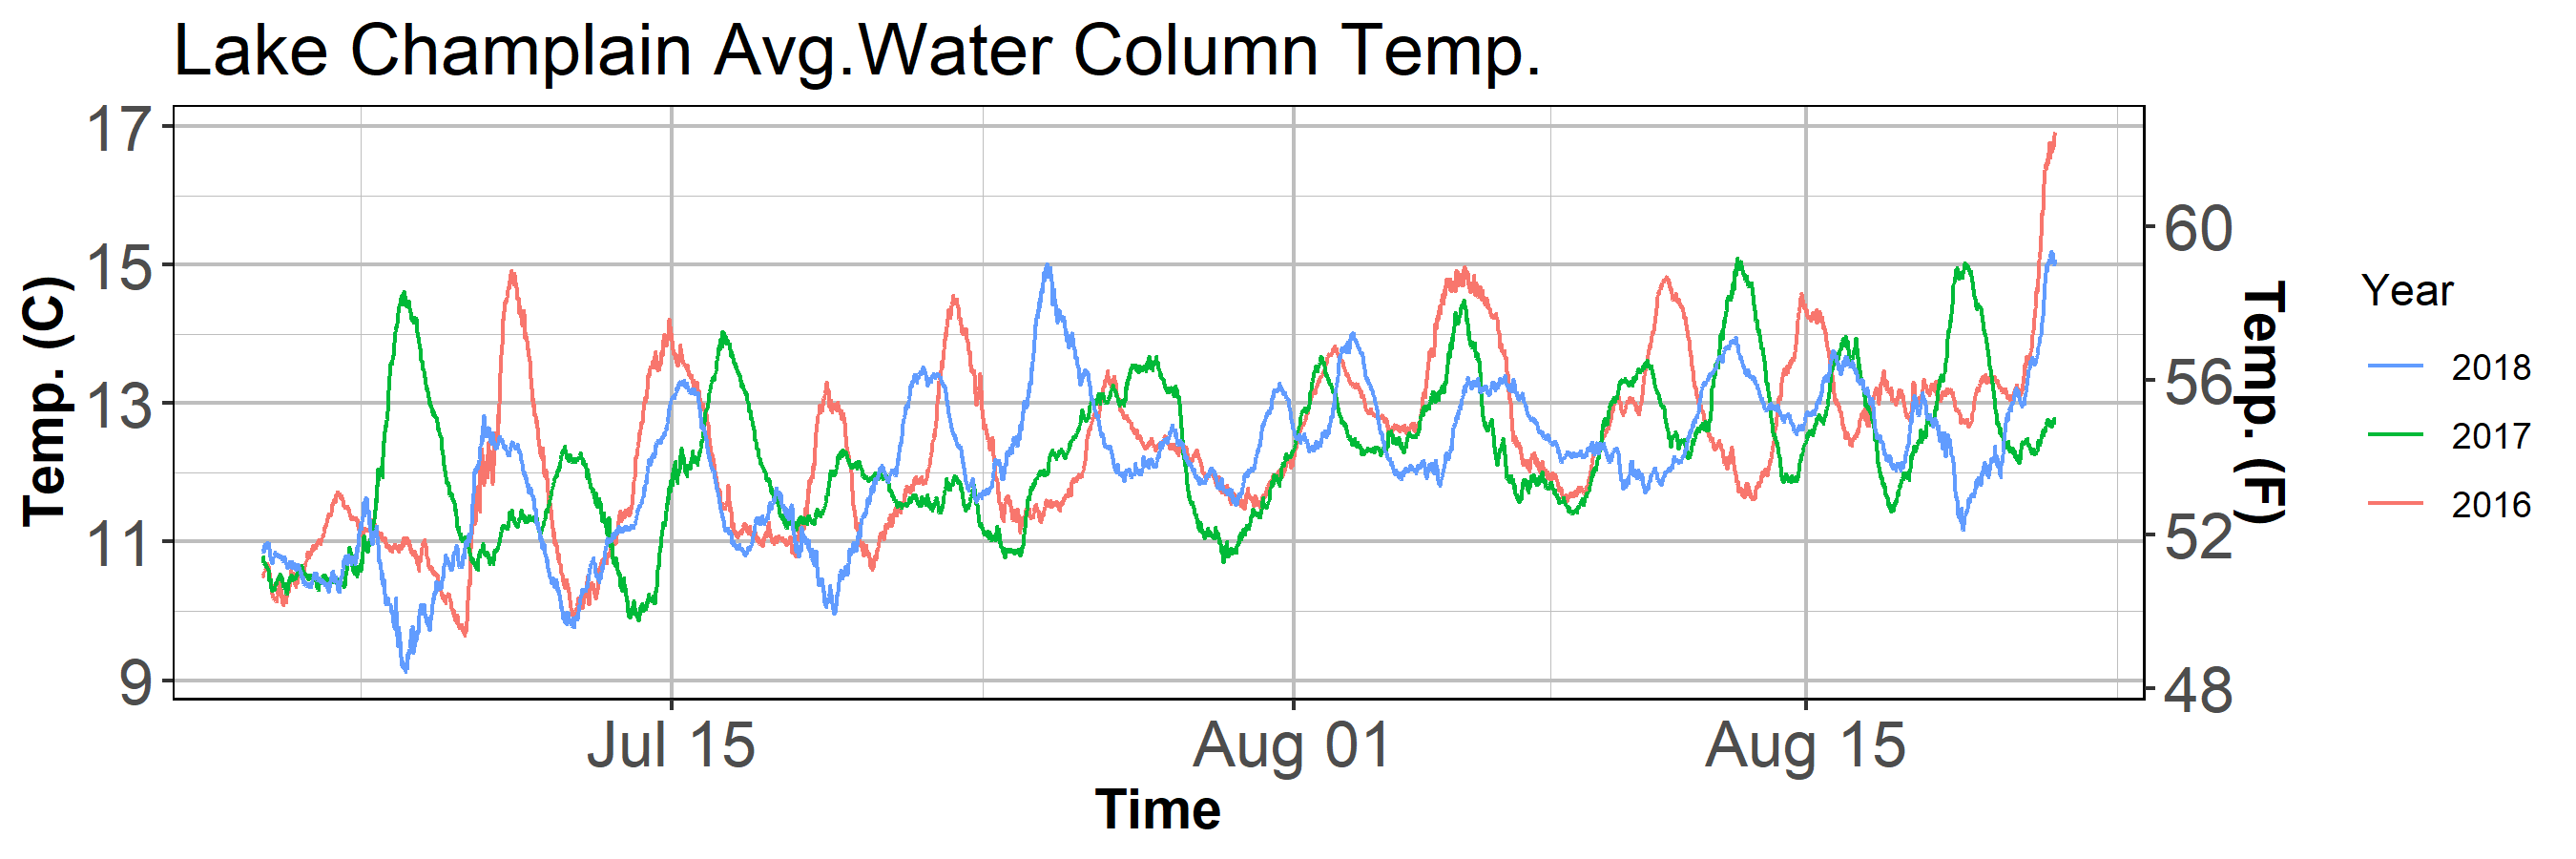 Lake Champlain Avg.Water Column Temp.
17
15
13
11
9
Temp. (C)
60
56
52
48
Temp. (F)
Jul 15
Aug 01
Aug 15
Time
Year
2018
2017
2016